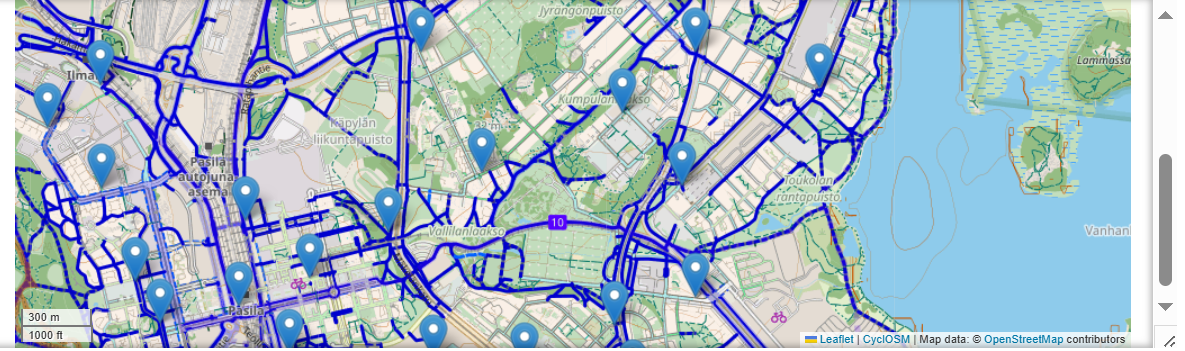 Jyrängönpuisto
Ilma
Lammassa
Ratapihantie
Kumpulanlaakso
Käpylän
liikuntapuisto
Pasila
autojuna-
asema
Toukolan
rantapuisto
10
Vallilanlaakso
Vanhan
Pasila
300 m
1000 ft
Leaflet | CyclOSM | Map data: © OpenStreetMap contributors